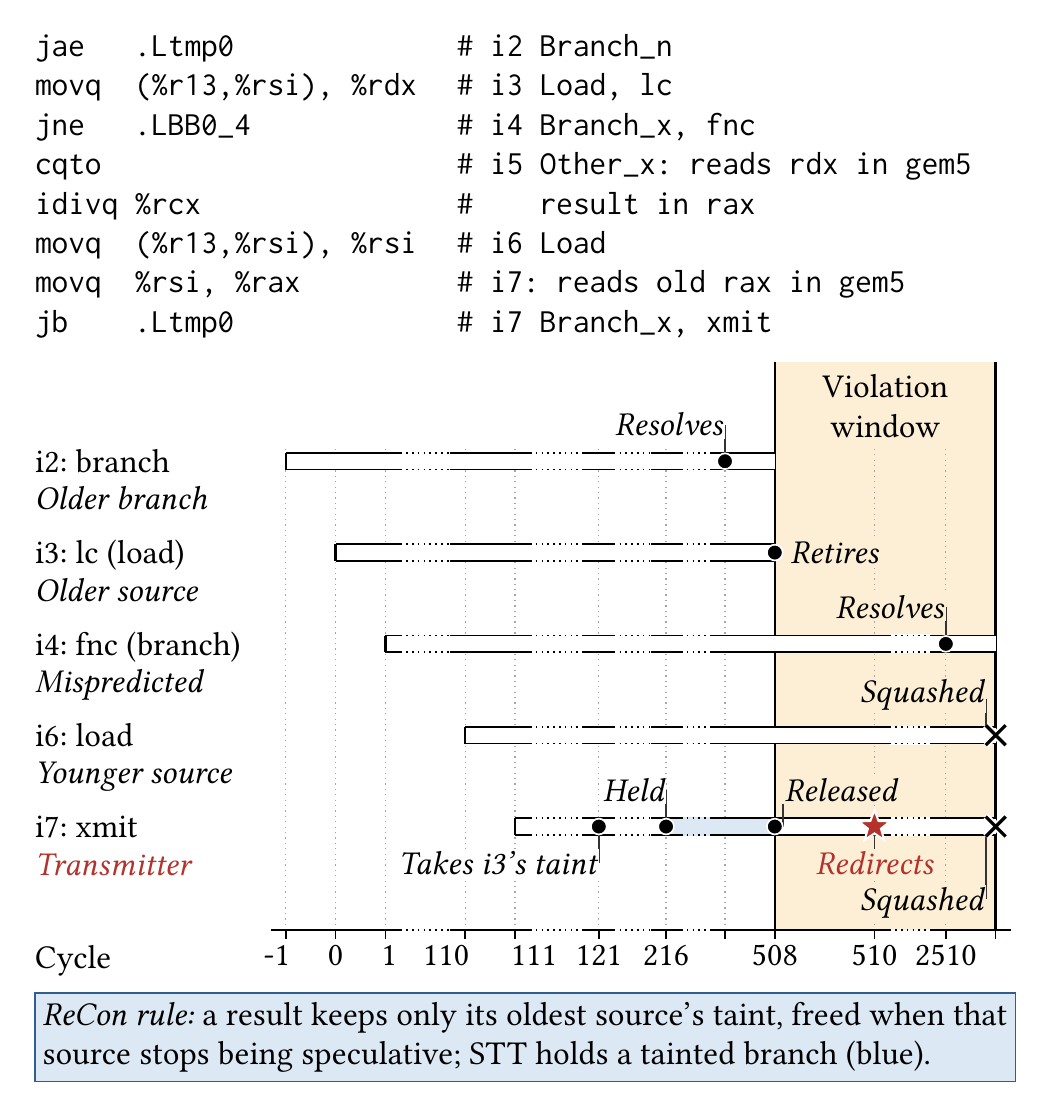 jae .Ltmp0 # i2 Branch_n
movq (%r13,%rsi), %rdx # i3 Load, lc
jne .LBB0_4 # i4 Branch_x, fnc
cqto # i5 Other_x: reads rdx in gem5
idivq %rcx # result in rax
movq (%r13,%rsi), %rsi # i6 Load
movq %rsi, %rax # i7: reads old rax in gem5
jb .Ltmp0 # i7 Branch_x, xmit
Violation
window
Resolves
i2: branch
Older branch
i3: lc (load)
Retires
Older source
Resolves
i4: fnc (branch)
Mispredicted
Squashed
i6: load
Younger source
Held
Released
i7: xmit
Takes i3's taint
Redirects
Transmitter
Squashed
Cycle -1 0 1 110 111 121 216 508 510 2510
ReCon rule: a result keeps only its oldest source's taint, freed when that
source stops being speculative; STT holds a tainted branch (blue).